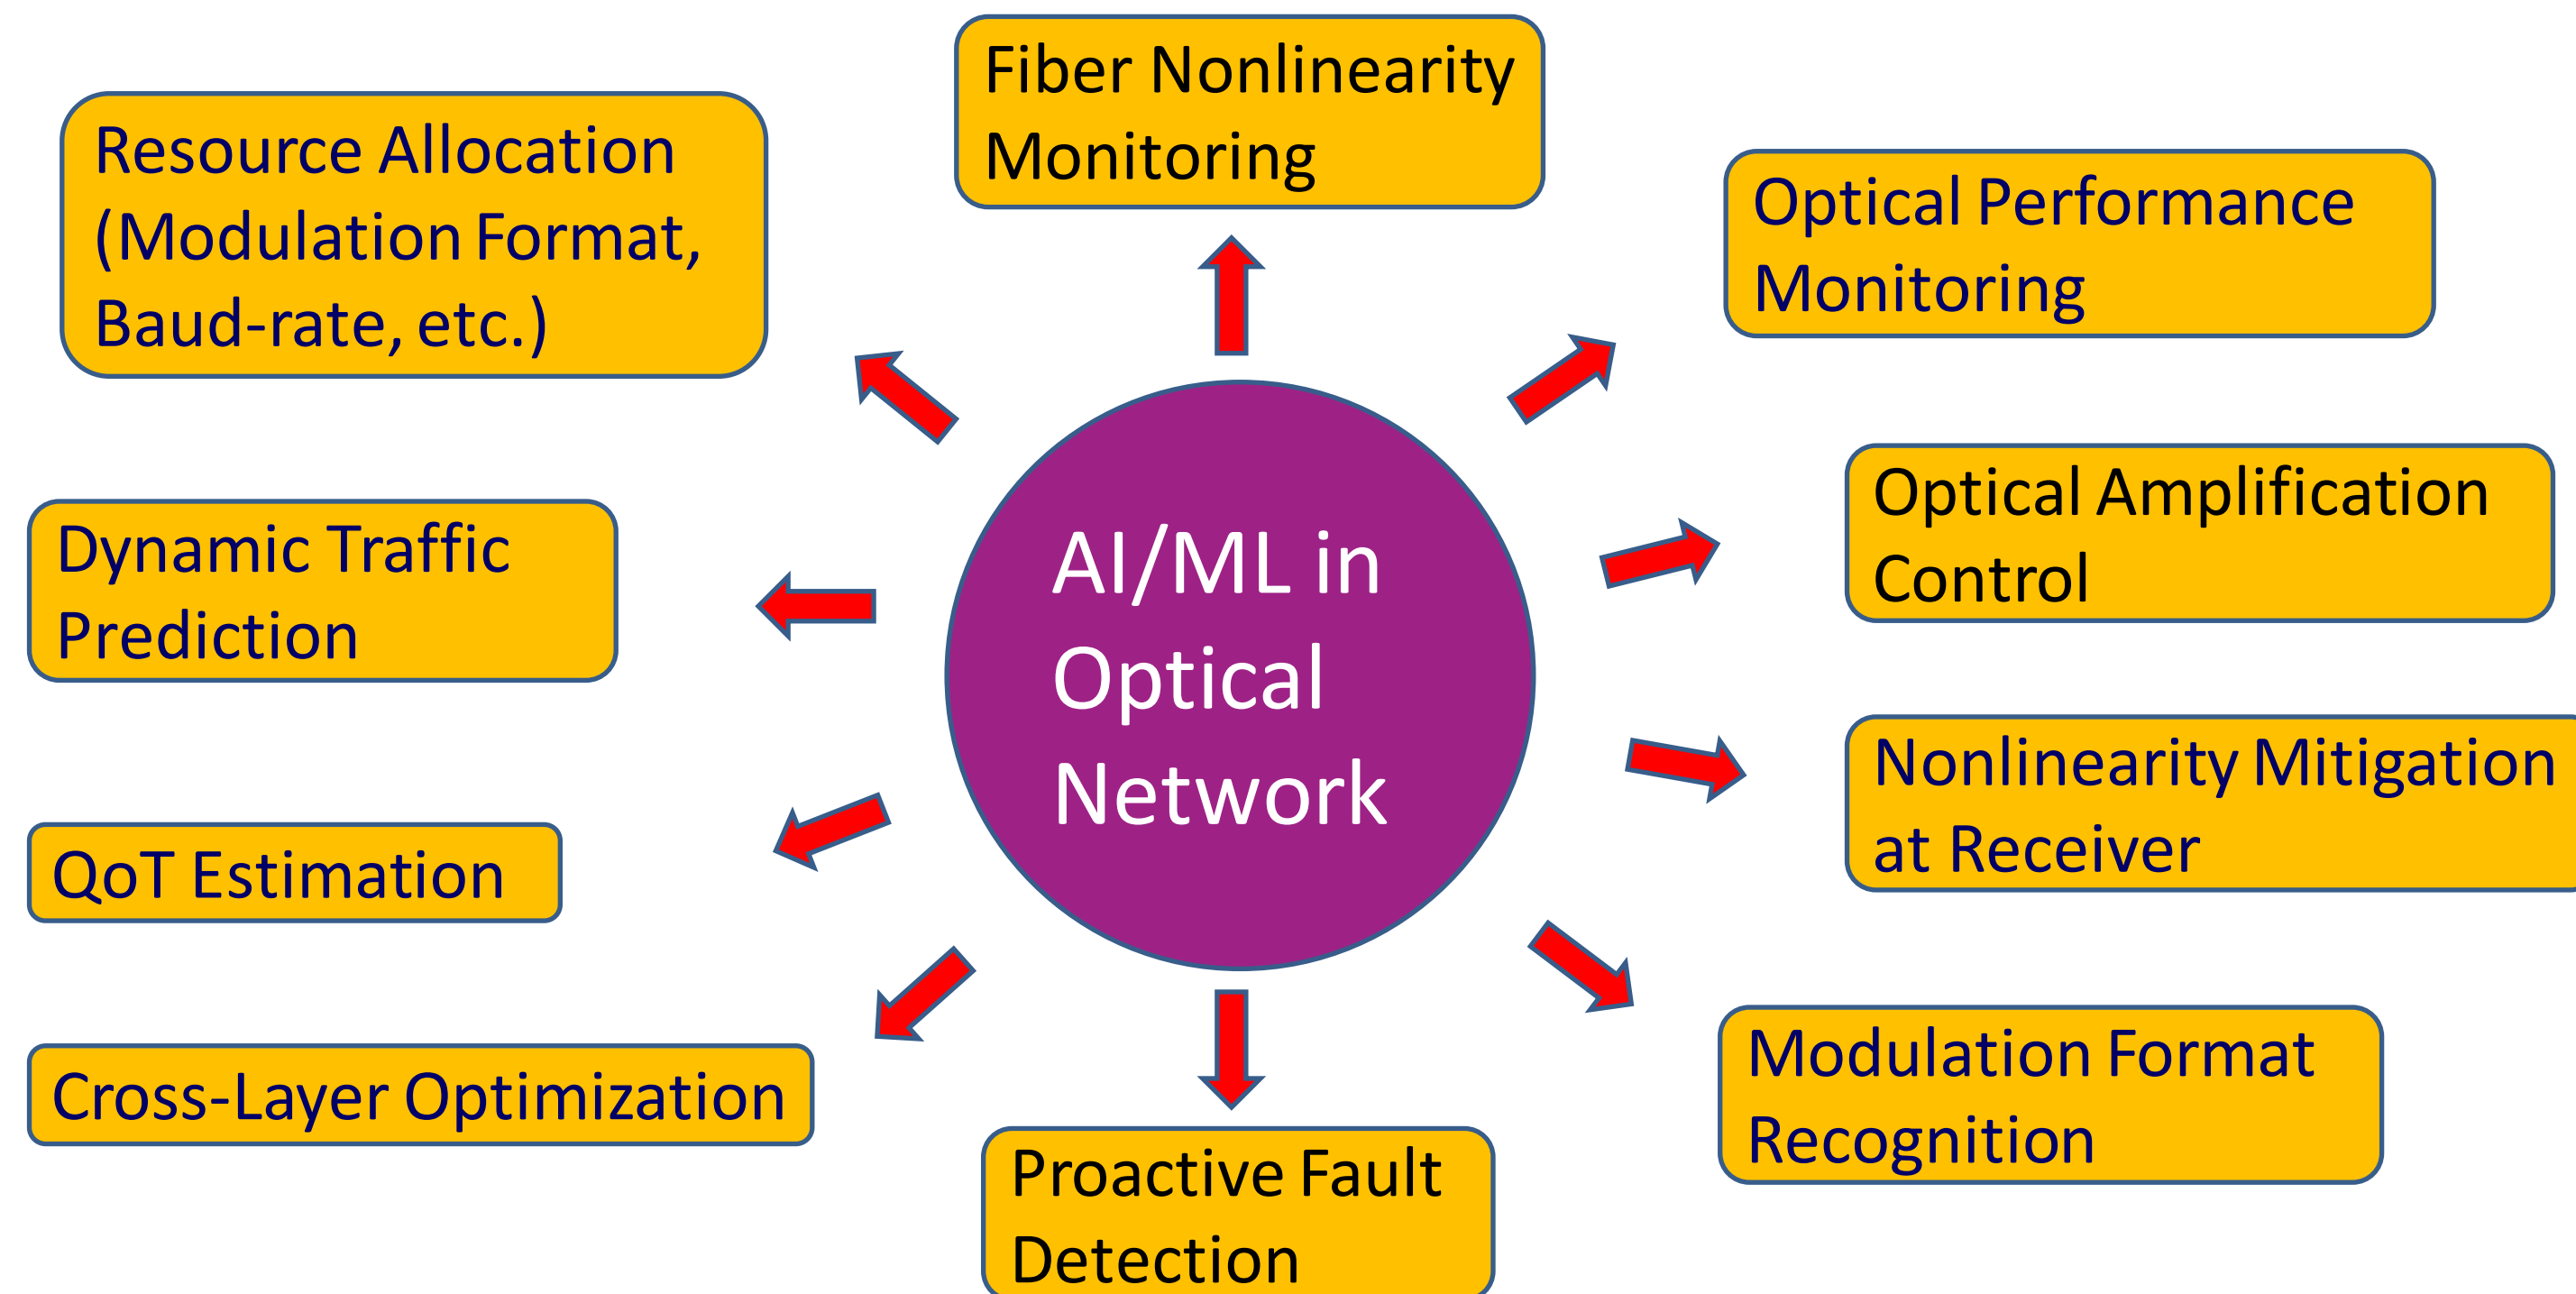 Fiber Nonlinearity
Monitoring
Resource Allocation
(Modulation Format,
Baud-rate, etc.)
Optical Performance
Monitoring
Optical Amplification
Control
Dynamic Traffic
Prediction
AI/ML in
Optical
Network
Nonlinearity Mitigation
at Receiver
QoT Estimation
Cross-Layer Optimization
Modulation Format
Recognition
Proactive Fault
Detection